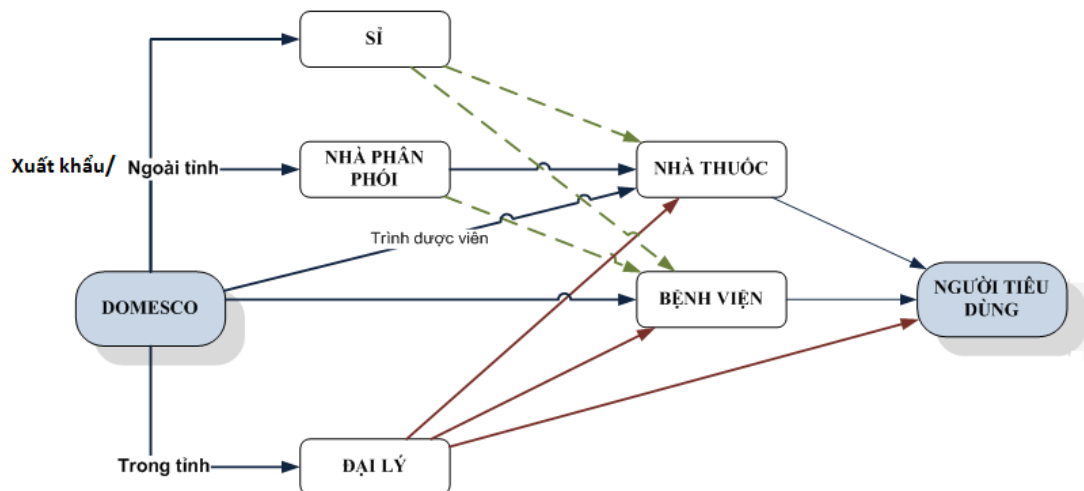 SỈ
Xuất khẩu/ Ngoài tỉnh
NHÀ PHÂN
PHÓI
NHÀ THUỐC
Trình dược viên
DOMESCO
BỆNH VIỆN
NGƯỜI TIÊU
DÙNG
Trong tỉnh
ĐẠI LÝ